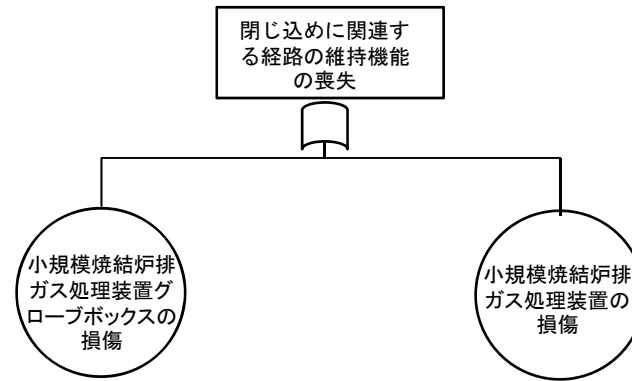 閉じ込めに関連す
る経路の維持機能
の喪失
小規模焼結炉排
ガス処理装置グ
ローブボックスの
損傷
小規模焼結炉排
ガス処理装置の
損傷